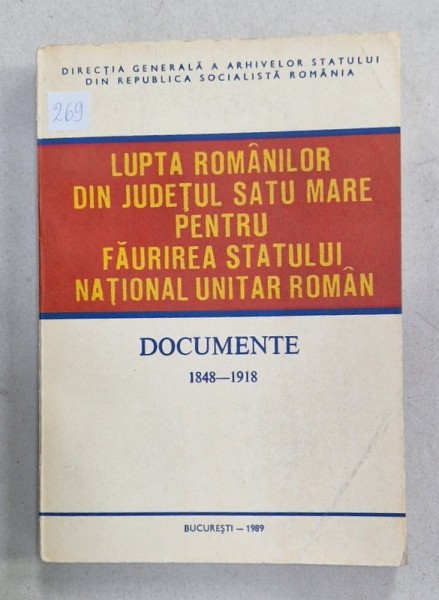 DIRECȚIA GENERALĂ A ARHIVELOR STATULUI
DIN REPUBLICA SOCIALISTĂ ROMÂNIA
269
LUPTA ROMÂNILOR
DIN JUDEȚUL SATU MARE
PENTRU
FĂURIREA STATULUI
NAȚIONAL UNITAR ROMÂN
DOCUMENTE
1848—1918
BUCUREȘTI — 1989